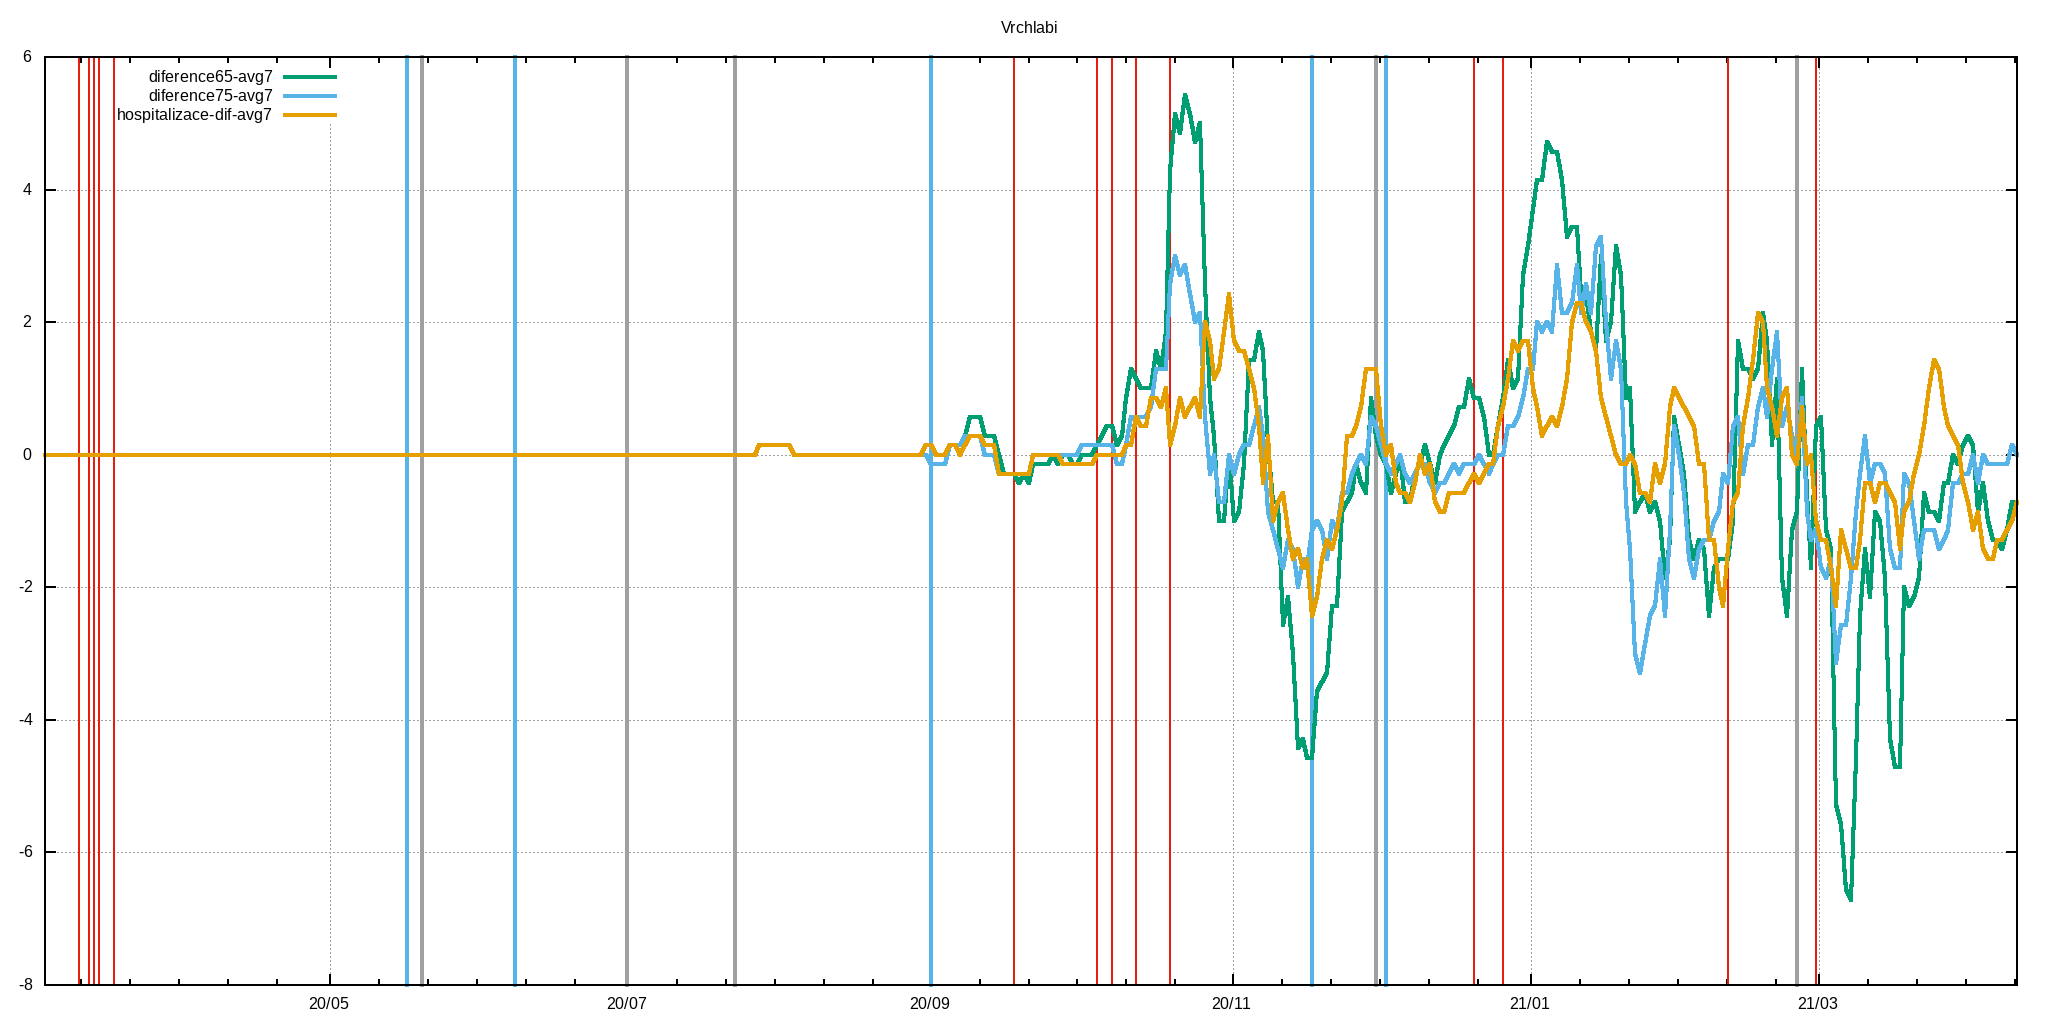 Vrchlabi
6
diference65-avg7
diference75-avg7
hospitalizace-dif-avg7
4
2
0
-2
-4
-6
-8
20/05 20/07 20/09 20/11 21/01 21/03